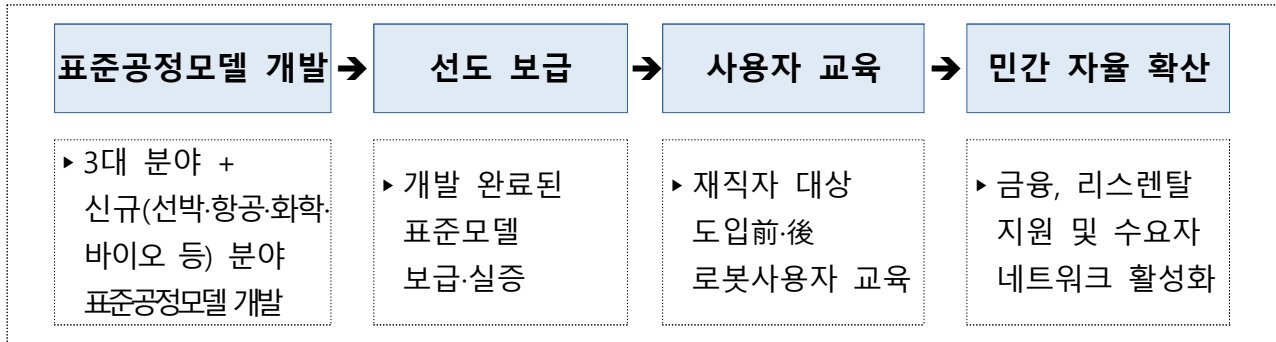 표준공정모델 개발 ➔ 선도 보급 ➔ 사용자 교육 ➔ 민간 자율 확산
▸ 3대 분야 +
신규(선박·항공·화학·
바이오 등) 분야
표준공정모델 개발
▸ 개발 완료된
표준모델
보급·실증
▸ 재직자 대상
도입前·後
로봇사용자 교육
▸ 금융, 리스렌탈
지원 및 수요자
네트워크 활성화